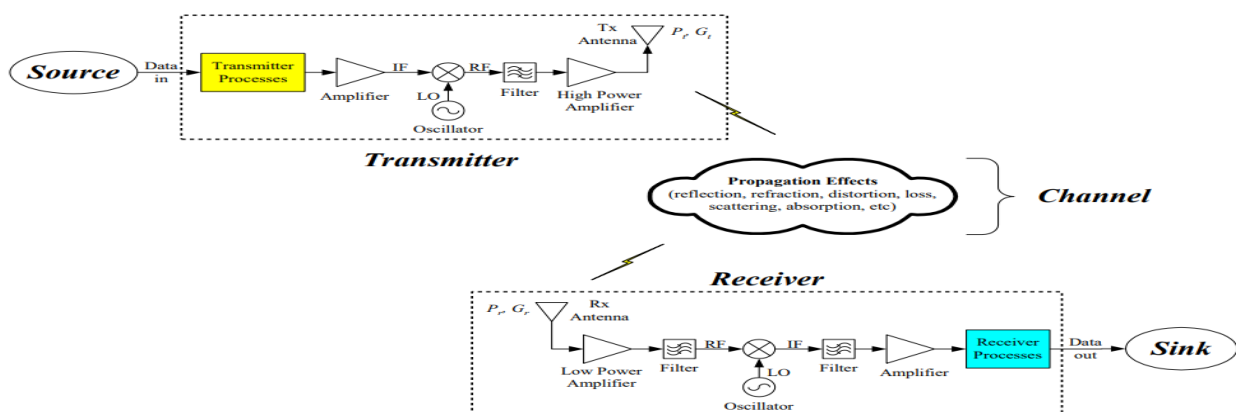 Tx
Antenna
Pt, Gt
Source
Data
in
Transmitter
Processes
Amplifier
IF
LO
Oscillator
RF
Filter
High Power
Amplifier
Transmitter
Propagation Effects
(reflection, refraction, distortion, loss,
scattering, absorption, etc)
Channel
Receiver
Pr, Gr
Rx
Antenna
Low Power
Amplifier
Filter
RF
LO
Oscillator
IF
Filter
Amplifier
Receiver
Processes
Data
out
Sink